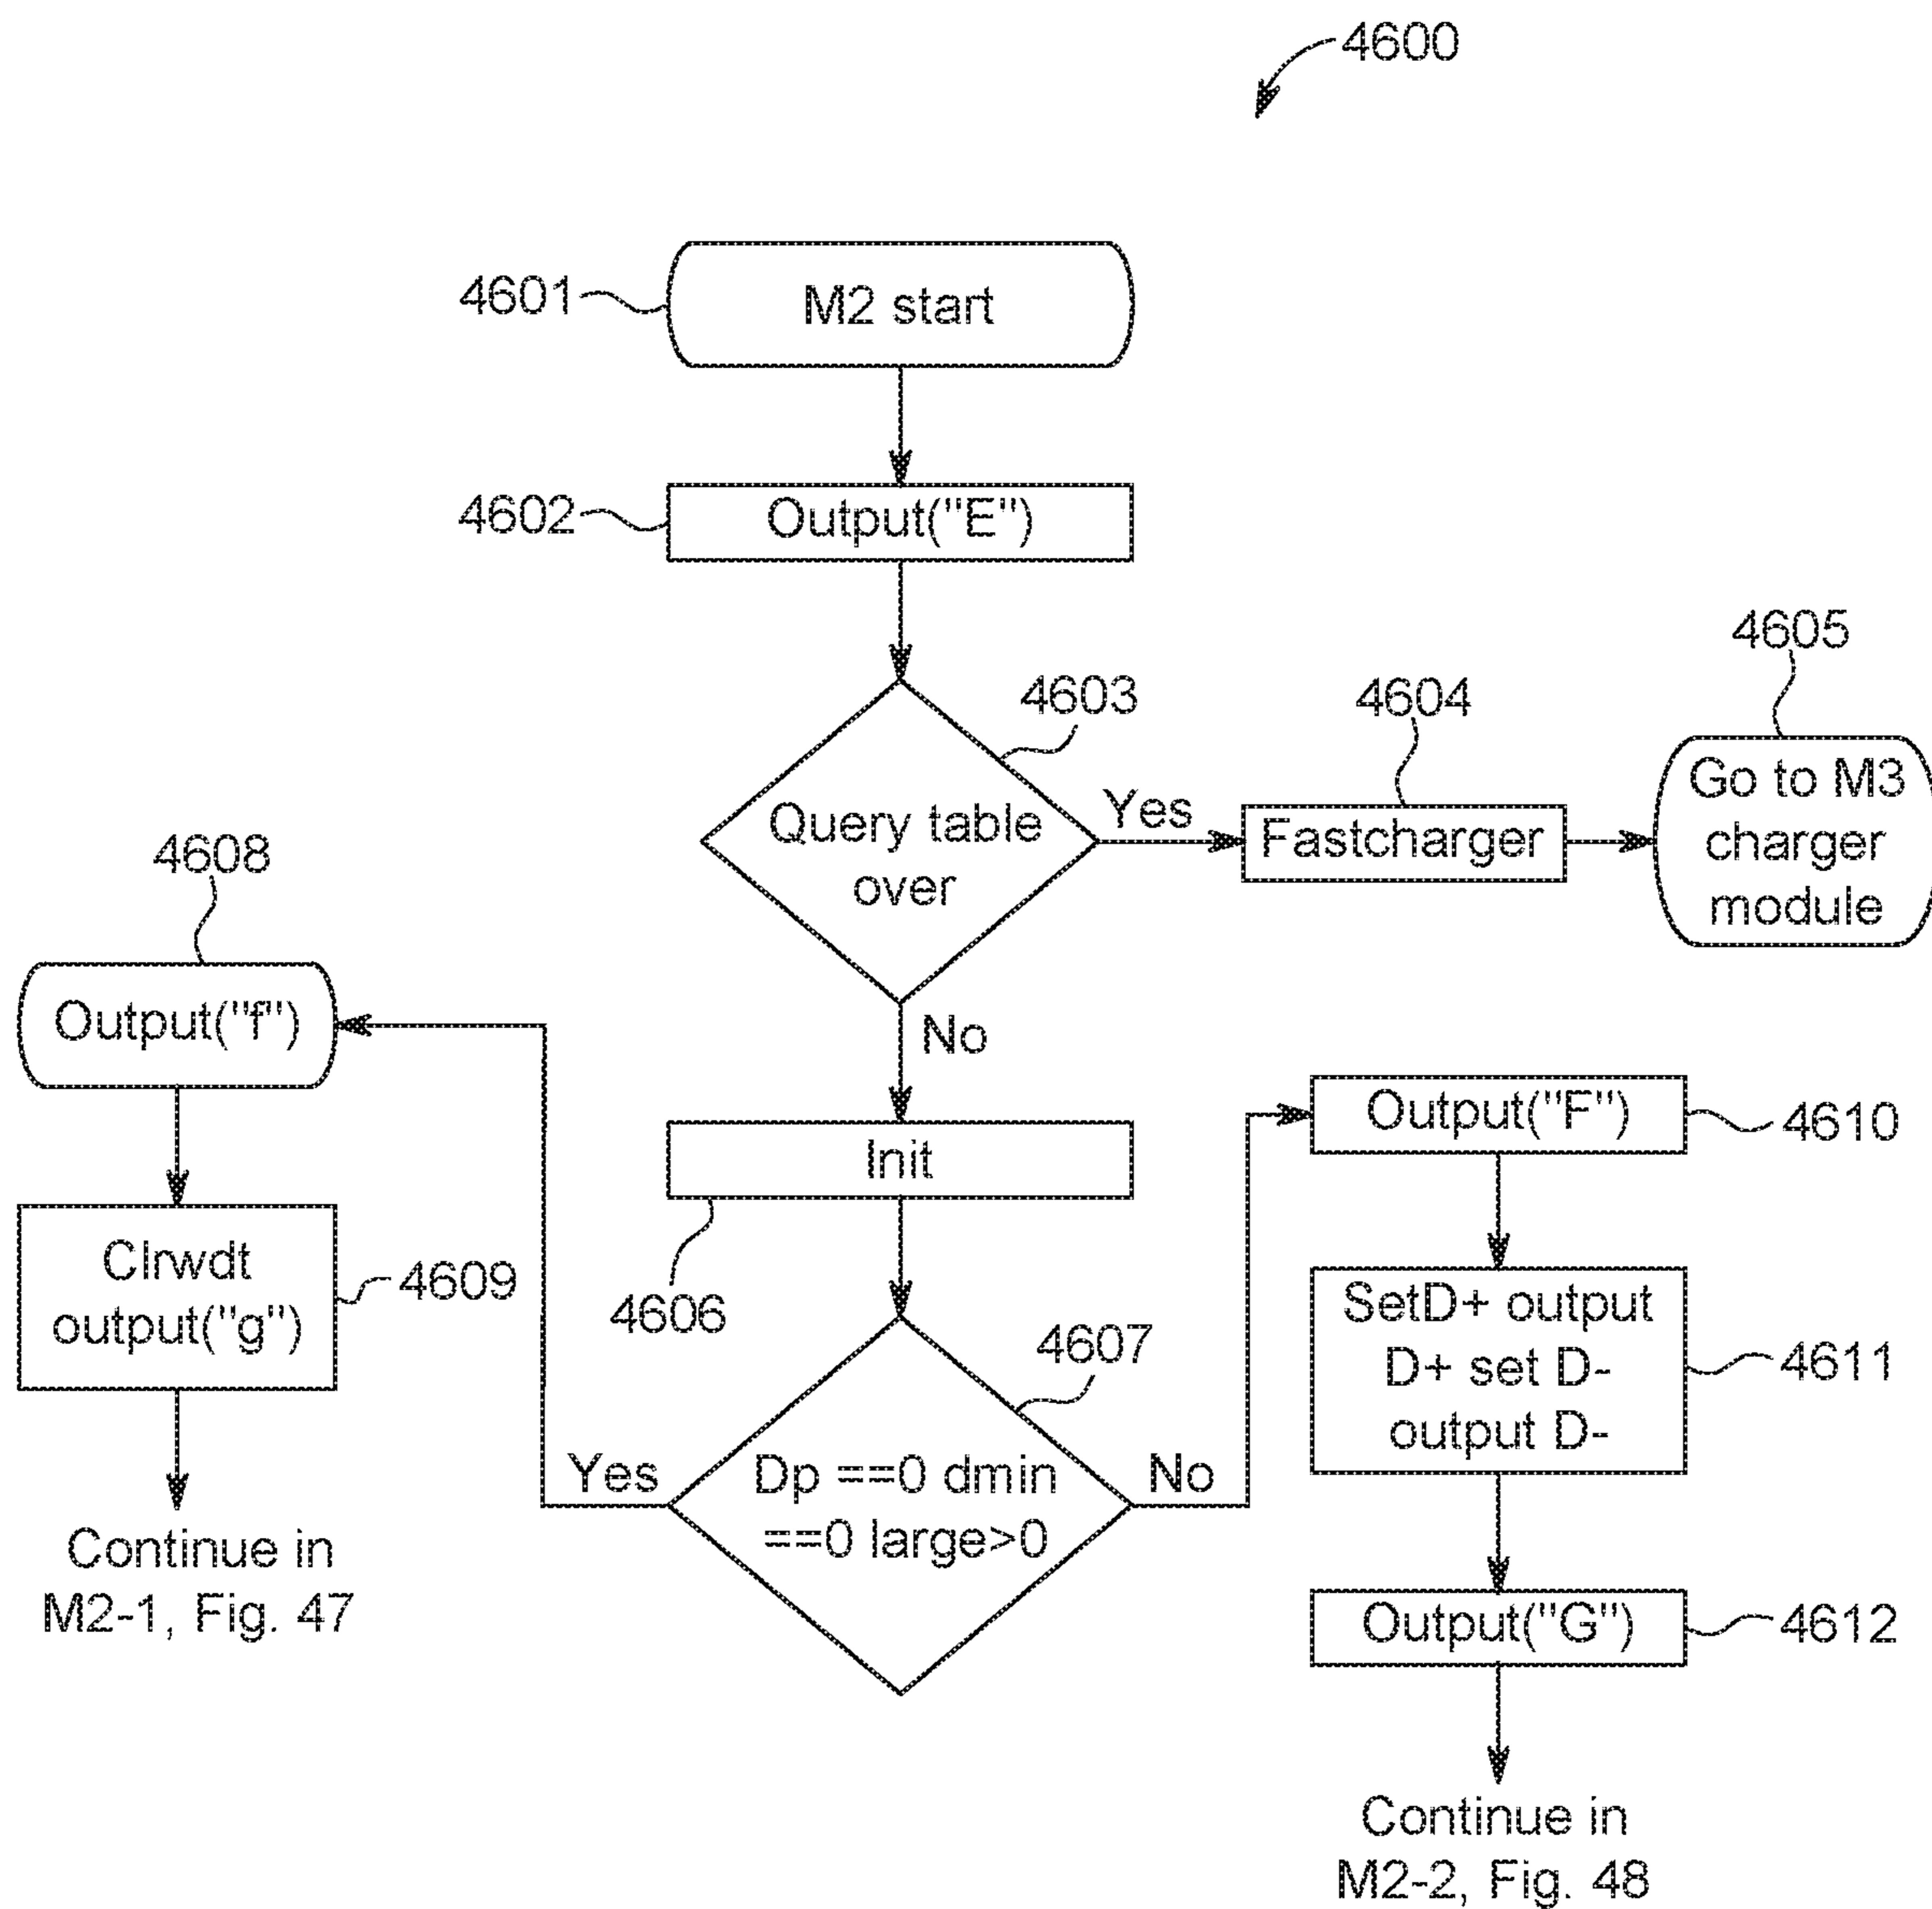 4600
4601
M2 start
4602
Output("E")
4603
Query table
over
Yes
4604
Fastcharger
4605
Go to M3
charger
module
No
4608
Output("f")
Clrwdt
output("g")
4609
Continue in
M2-1, Fig. 47
Init
4606
4607
Dp ==0 dmin
==0 large>0
Yes
No
Output("F")
4610
SetD+ output
D+ set D-
output D-
4611
Output("G")
4612
Continue in
M2-2, Fig. 48